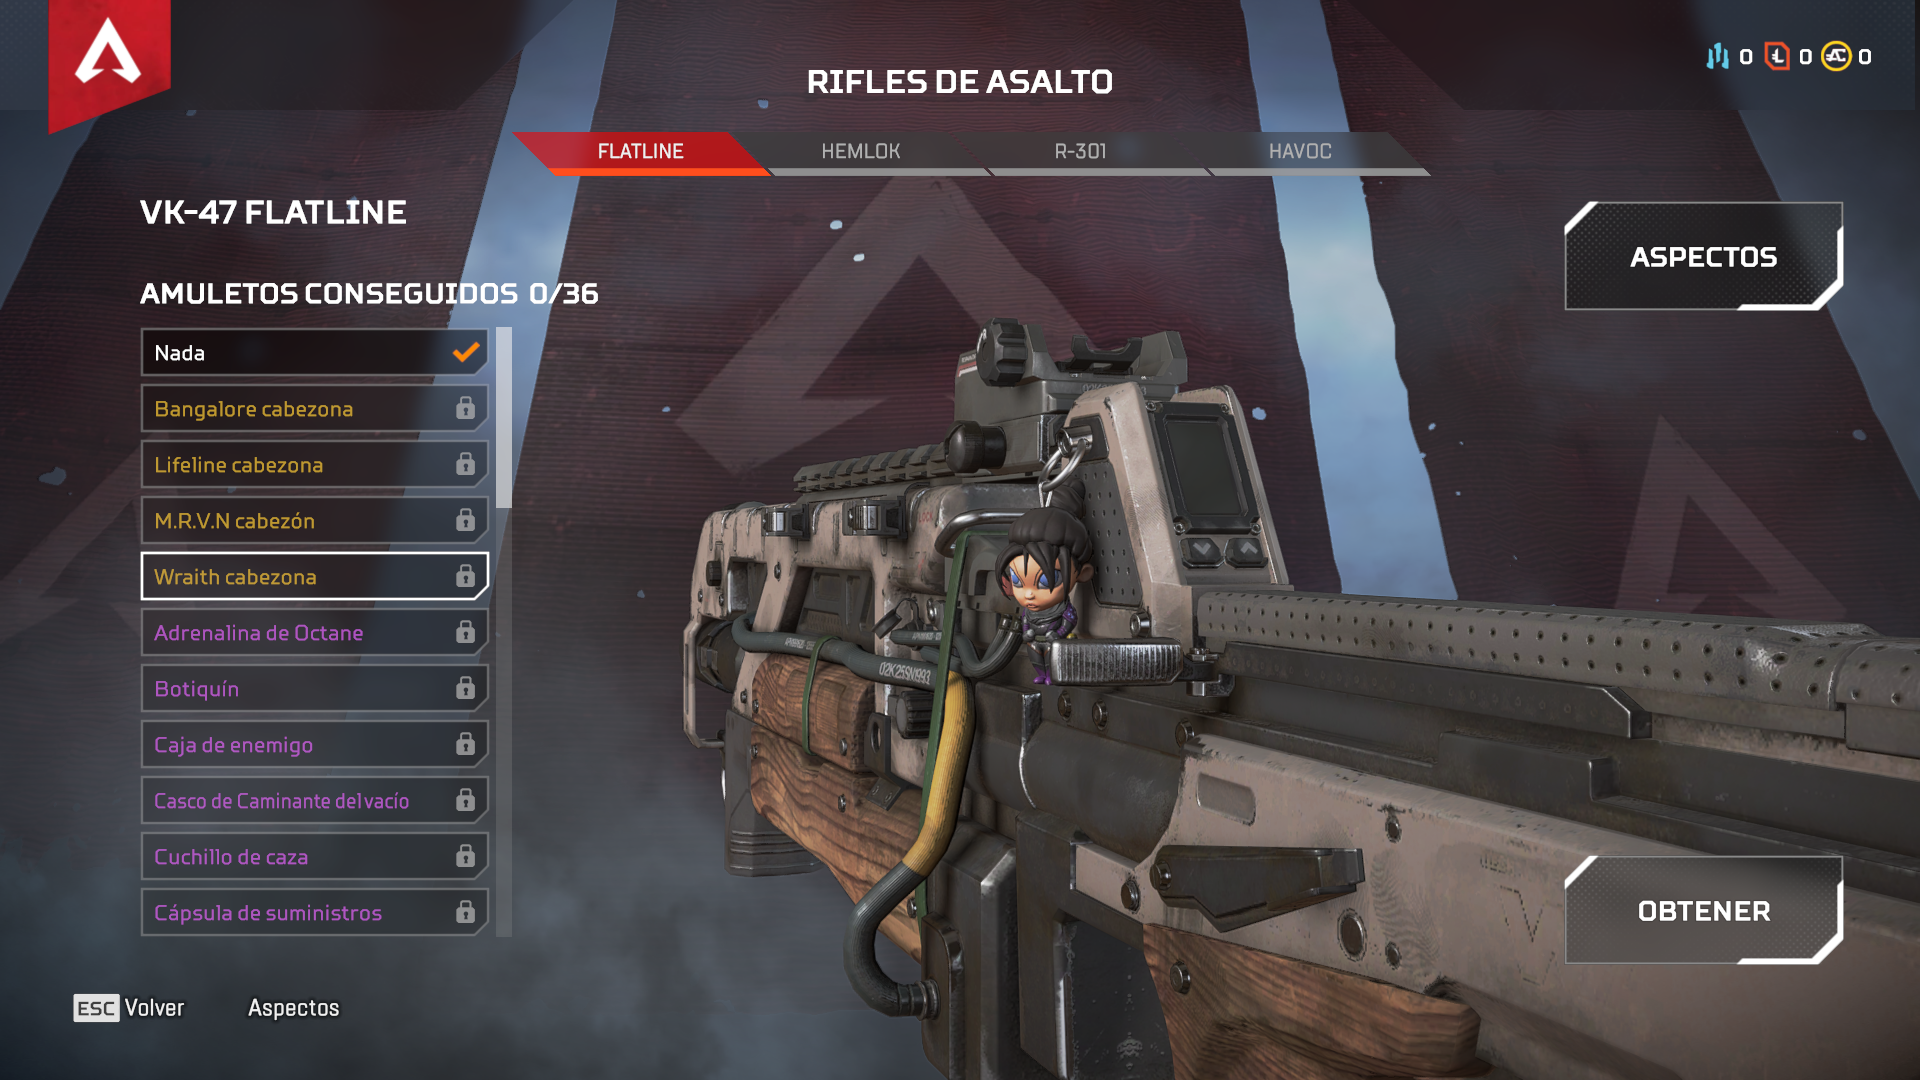 RIFLES DE ASALTO
0 0 0
FLATLINE HEMLOK R-301 HAVOC
VK-47 FLATLINE
AMULETOS CONSEGUIDOS 0/36
Nada
Bangalore cabezona
Lifeline cabezona
M.R.V.N cabezón
Wraith cabezona
Adrenalina de Octane
Botiquín
Caja de enemigo
Casco de Caminante del vacío
Cuchillo de caza
Cápsula de suministros
ASPECTOS
02K25SN1993
OBTENER
ESC Volver Aspectos